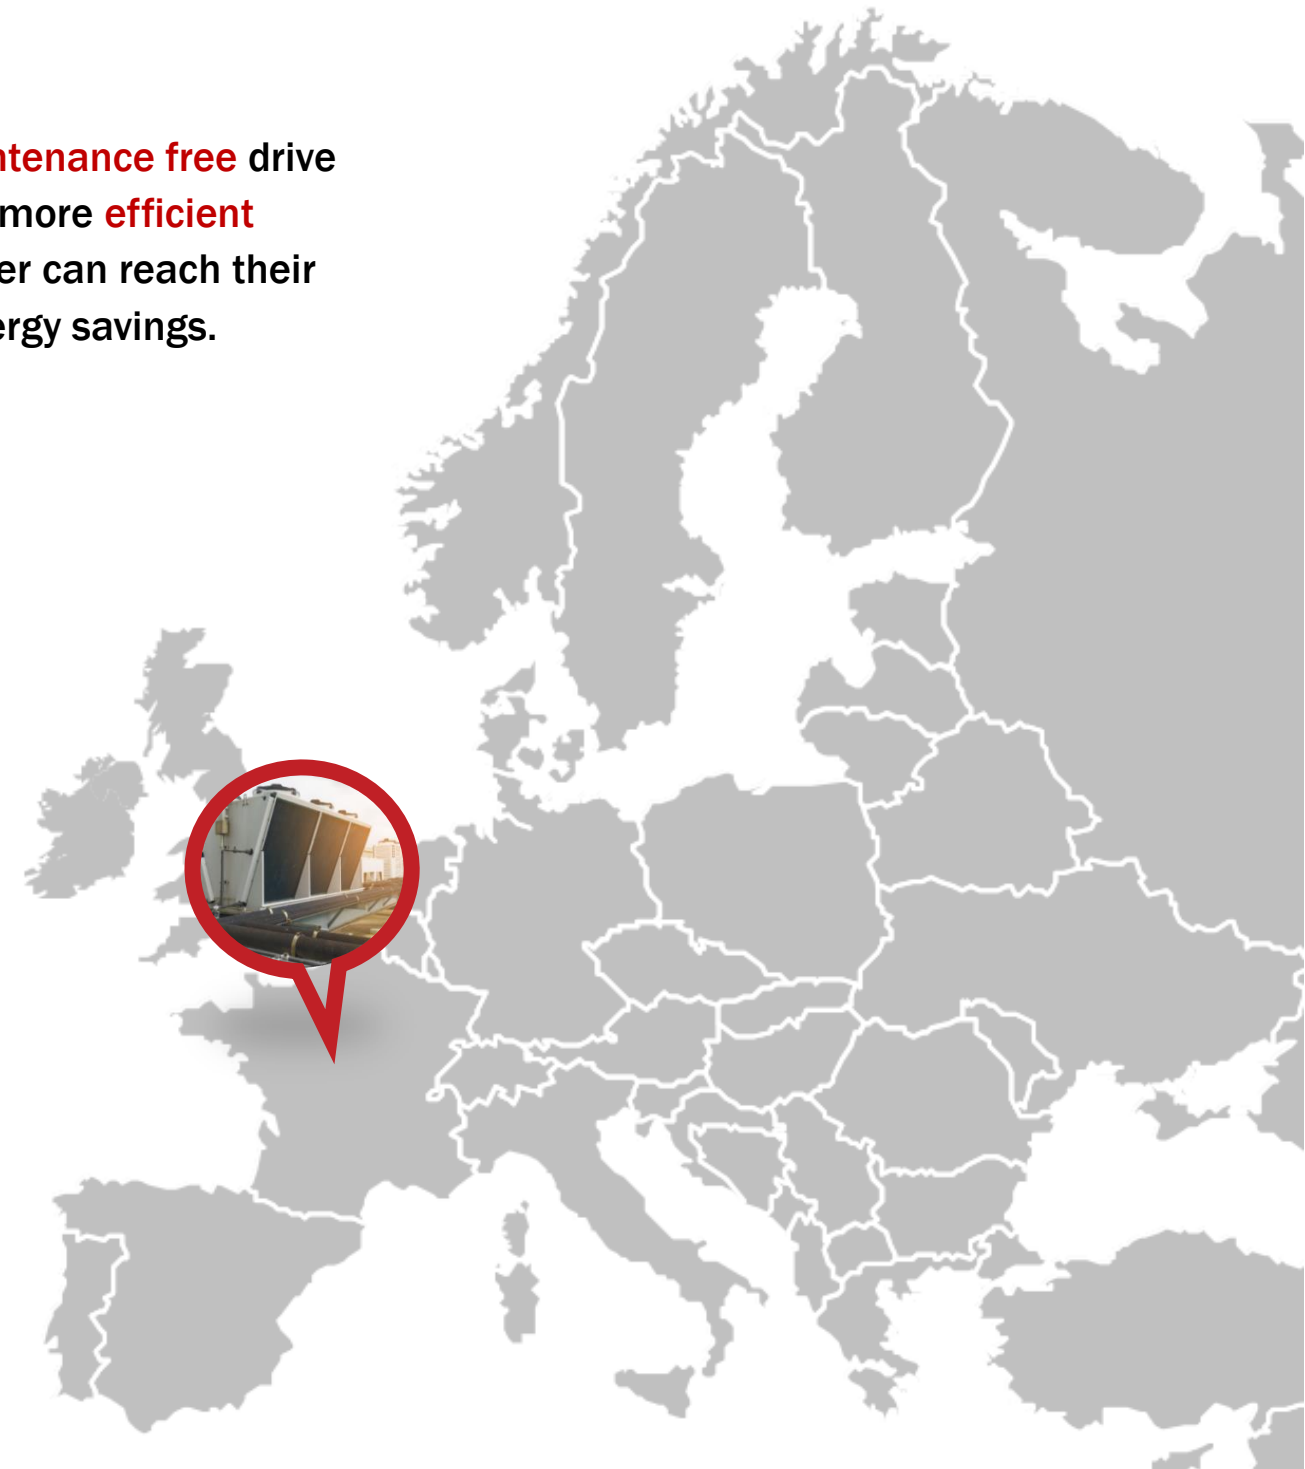 ntenance free drive
more efficient
er can reach their
ergy savings.